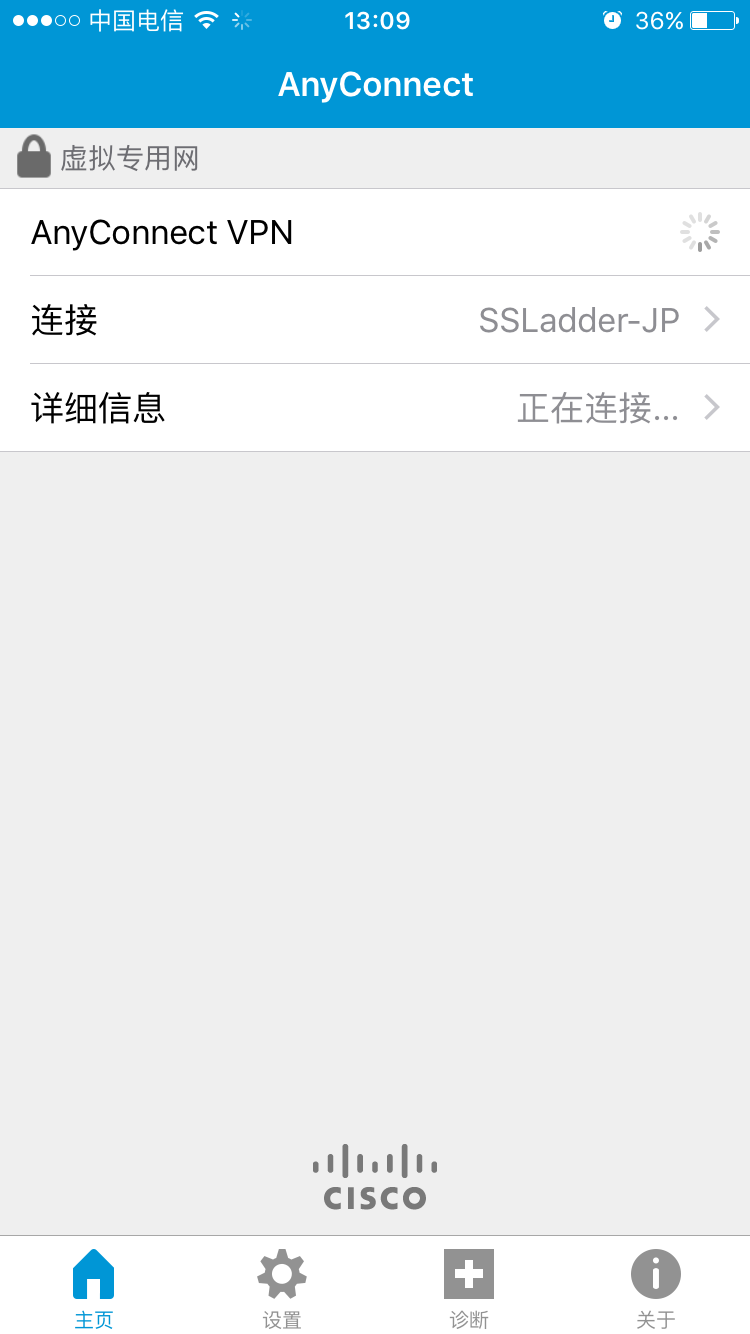 中国电信 13:09 36%
AnyConnect
虚拟专用网
AnyConnect VPN
连接 SSLadder-JP
详细信息 正在连接...
CISCO
主页 设置 诊断 关于